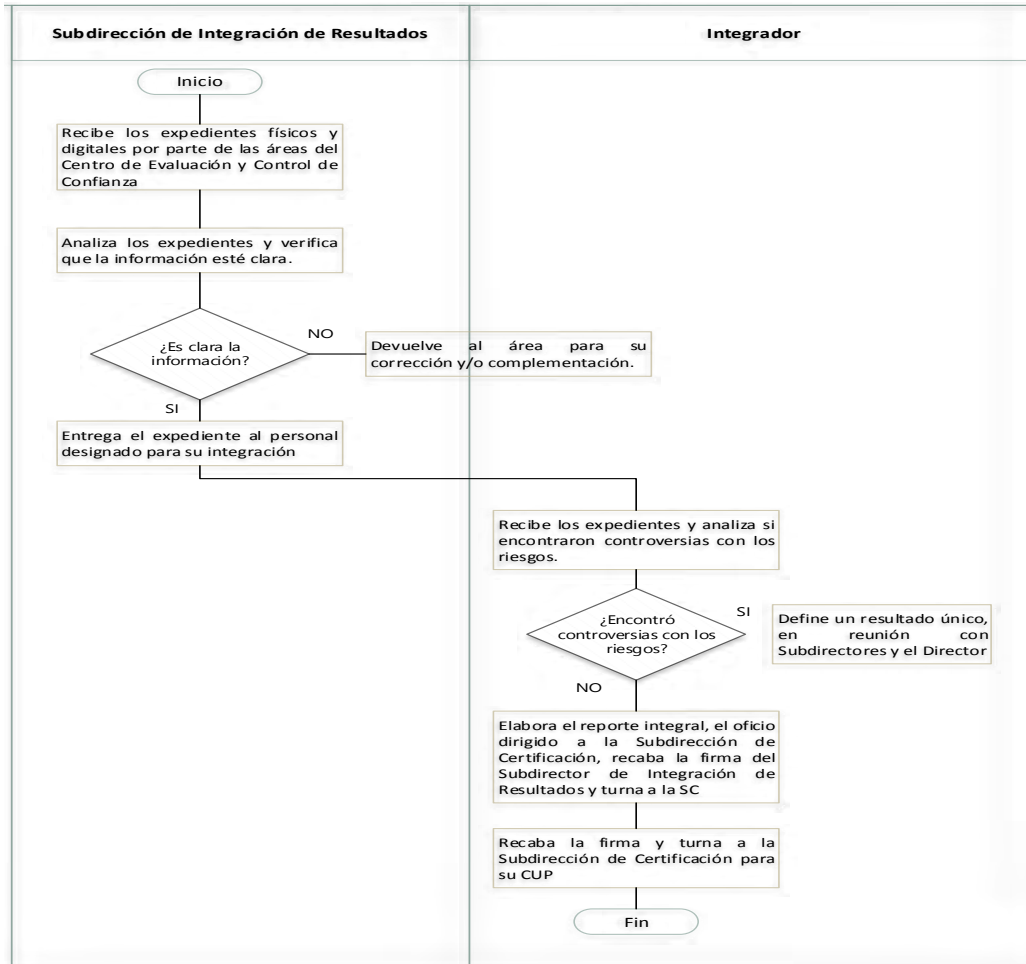 Subdirección de Integración de Resultados
Integrador
Inicio
Recibe los expedientes físicos y
digitales por parte de las áreas del
Centro de Evaluación y Control de
Confianza
Analiza los expedientes y verifica
que la información esté clara.
¿Es clara la
información?
NO
Devuelve al área para su
corrección y/o complementación.
SI
Entrega el expediente al personal
designado para su integración
Recibe los expedientes y analiza si
encontraron controversias con los
riesgos.
¿Encontró
controversias con los
riesgos?
SI
Define un resultado único,
en reunión con
Subdirectores y el Director
NO
Elabora el reporte integral, el oficio
dirigido a la Subdirección de
Certificación, recaba la firma del
Subdirector de Integración de
Resultados y turna a la SC
Recaba la firma y turna a la
Subdirección de Certificación para
su CUP
Fin